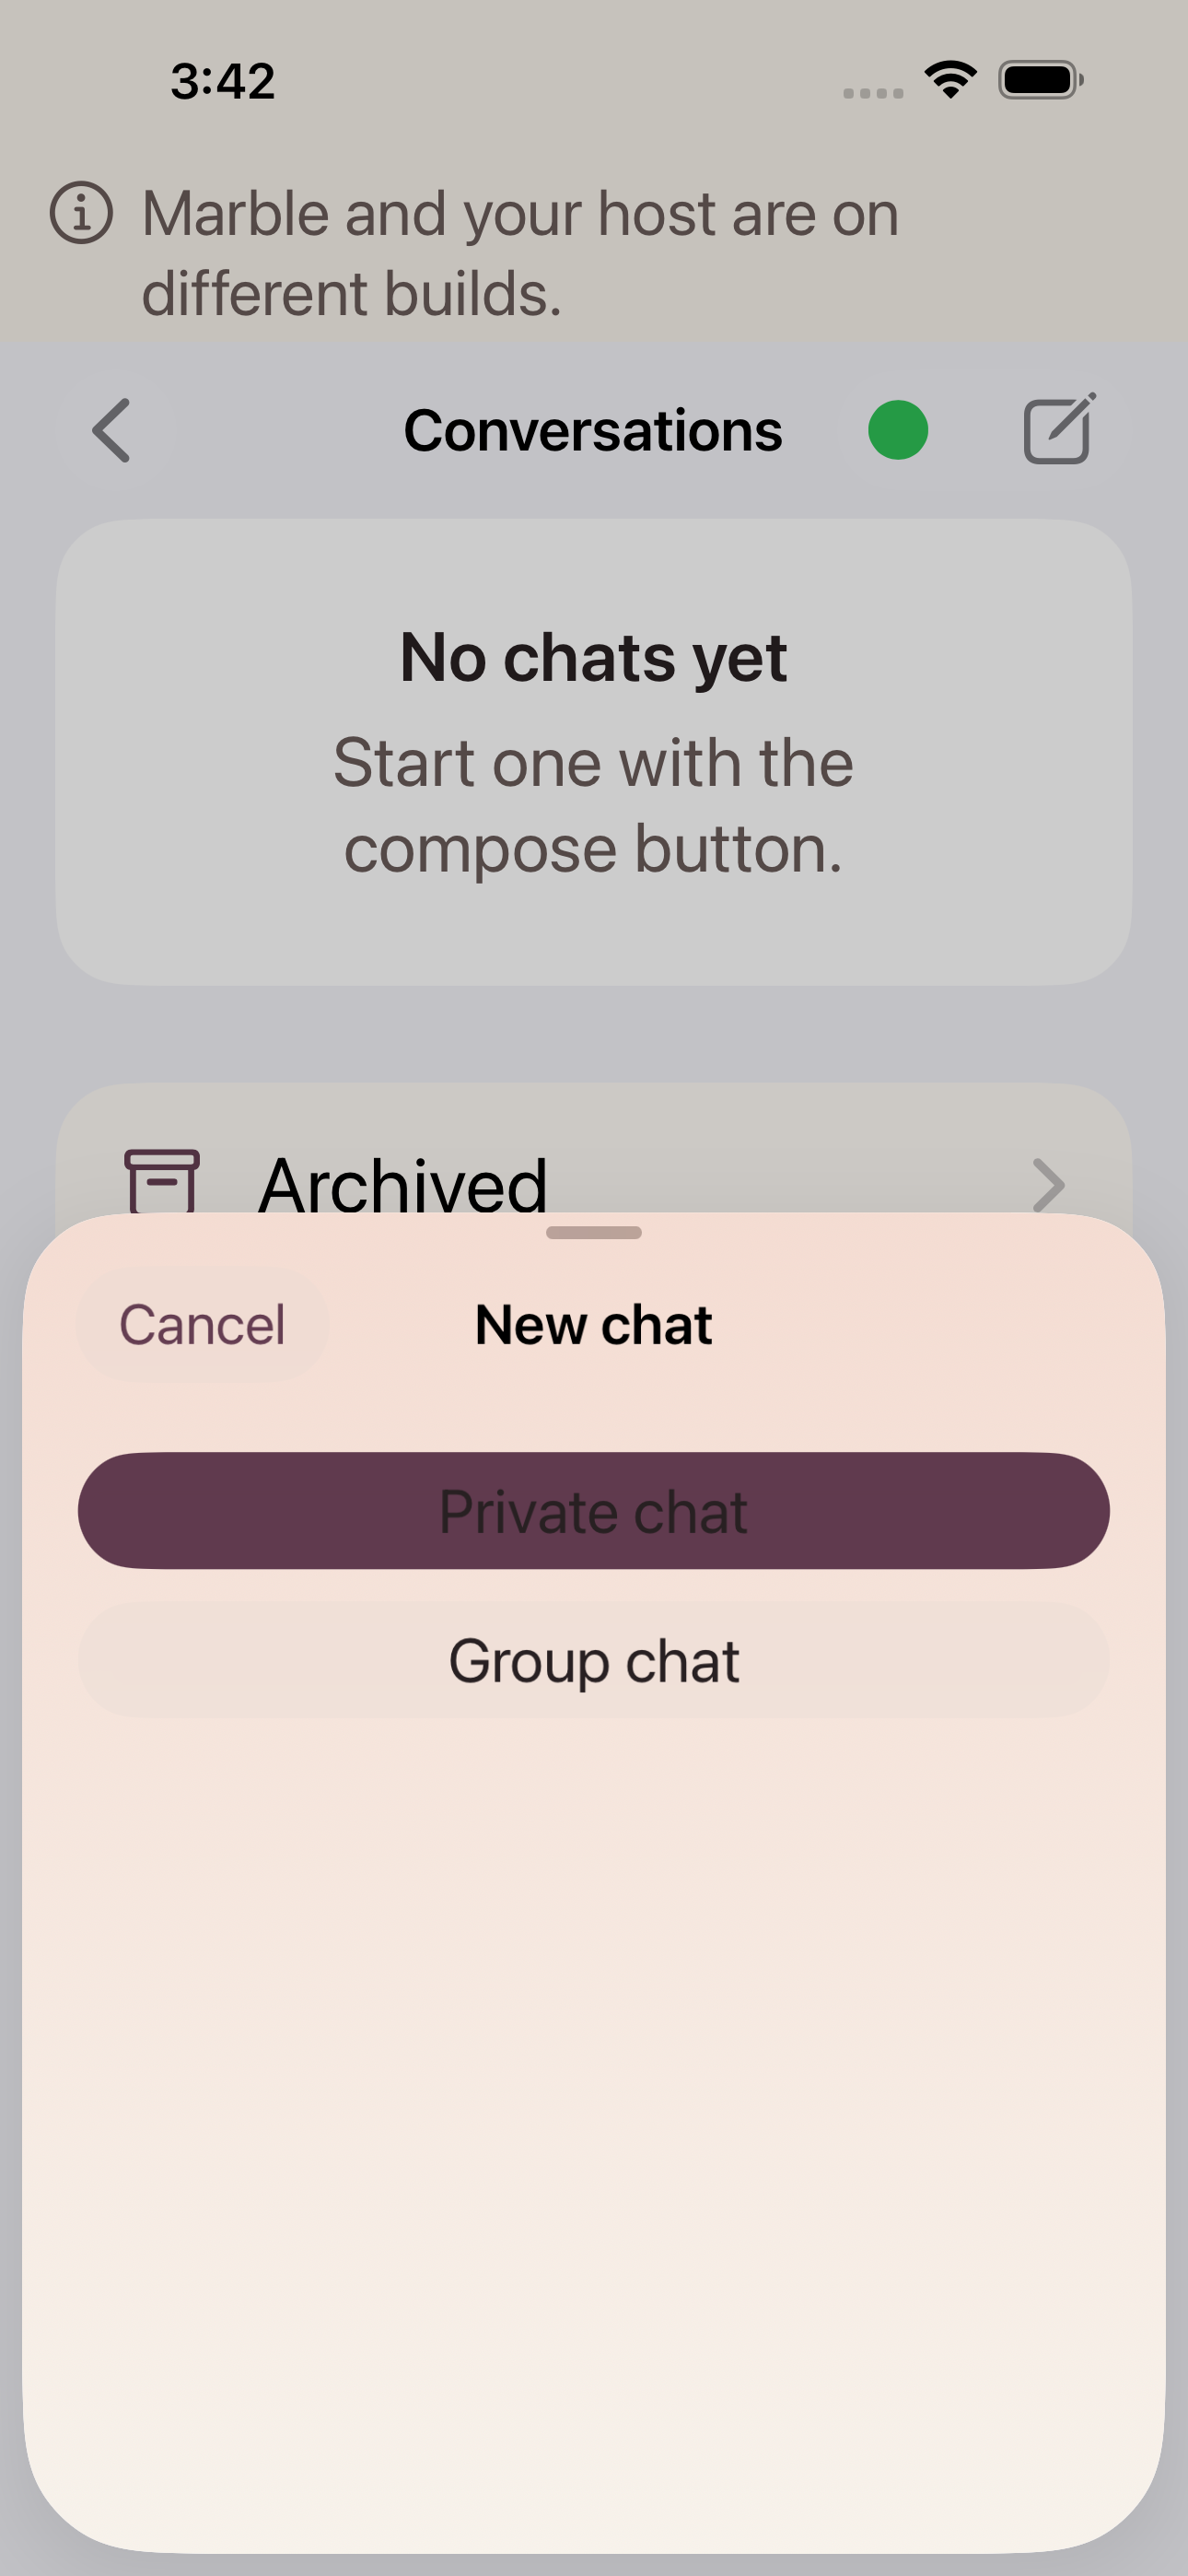 3:42
Marble and your host are on
different builds.
Conversations
No chats yet
Start one with the
compose button.
Archived
Cancel
New chat
Private chat
Group chat